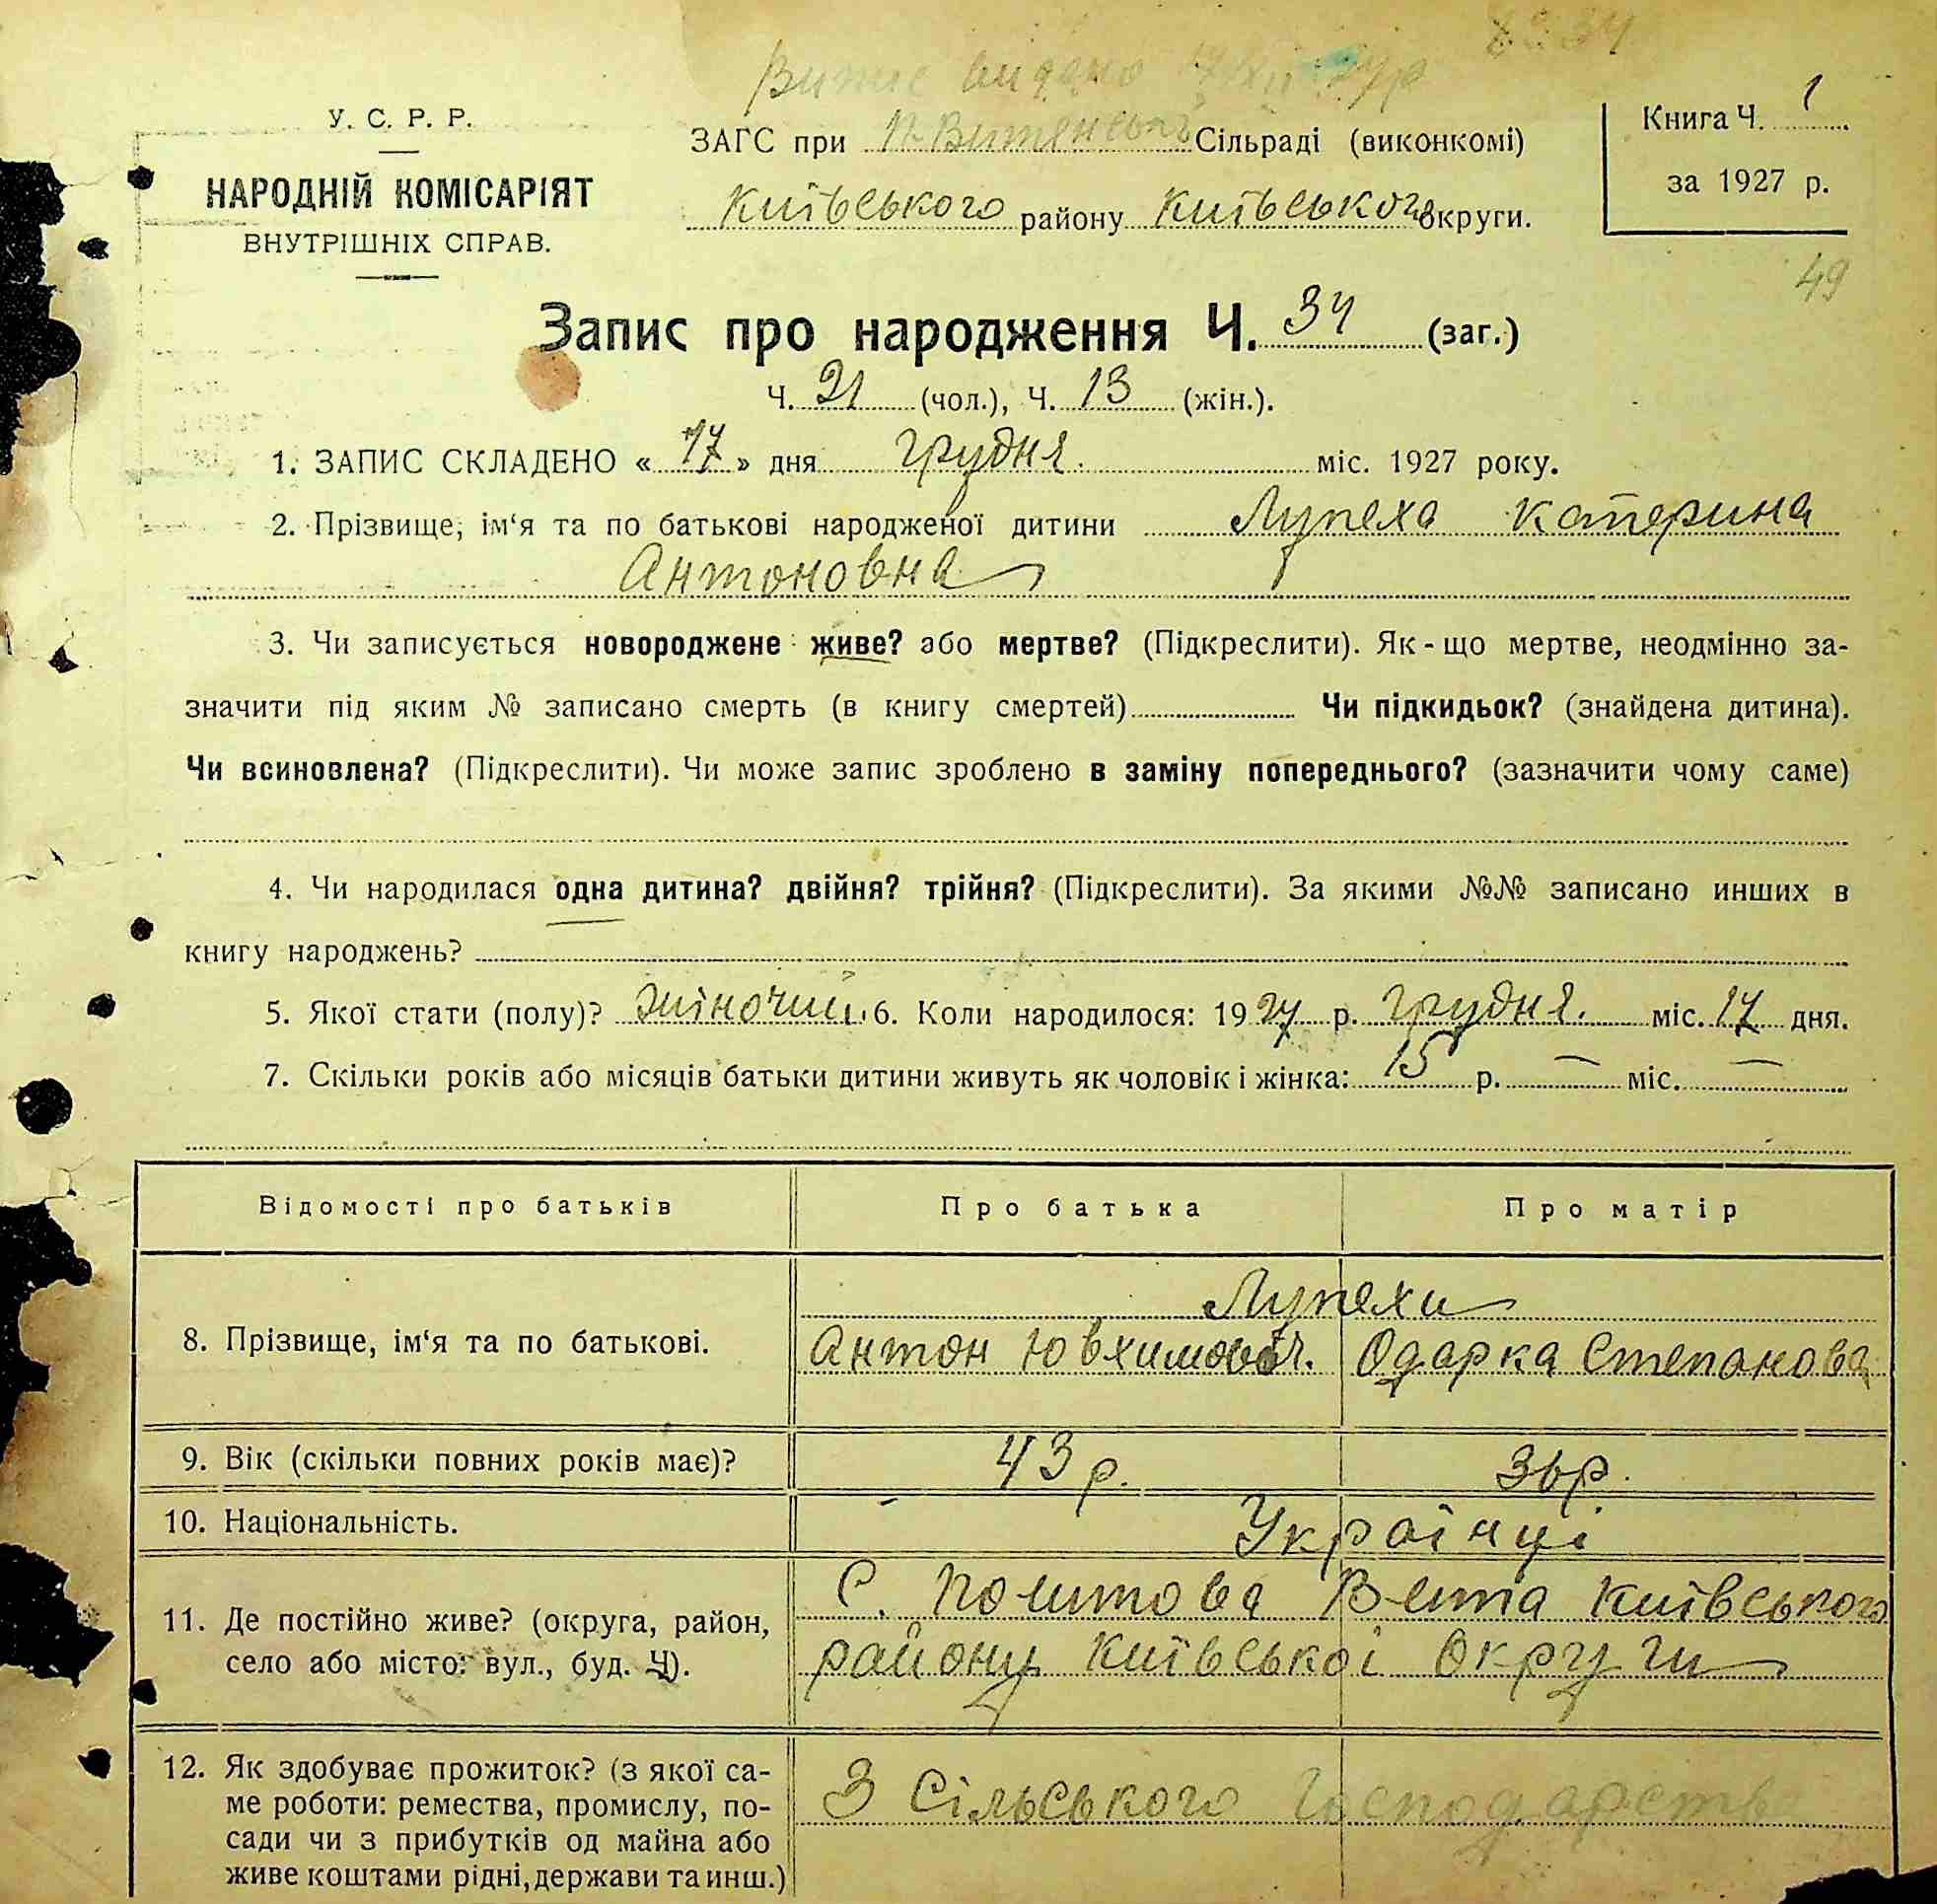 Витяг видано
У. С. Р. Р.
НАРОДНІЙ КОМІСАРІЯТ
ВНУТРІШНІХ СПРАВ.
ЗАГС при Сільраді (виконкомі)
Київського району Київського округи.
Книга Ч. 1
за 1927 р.
49
Запис про народження Ч. 34 (заг.)
Ч. 21 (чол.), Ч. 13 (жін.).
1. ЗАПИС СКЛАДЕНО « 17 » дня грудня міс. 1927 року.
2. Прізвище, ім‘я та по батькові народженої дитини Лупеха Катерина
Антоновна
3. Чи записується новороджене живе? або мертве? (Підкреслити). Як-що мертве, неодмінно за-
значити під яким № записано смерть (в книгу смертей) Чи підкидьок? (знайдена дитина).
Чи всиновлена? (Підкреслити). Чи може запис зроблено в заміну попереднього? (зазначити чому саме)
4. Чи народилася одна дитина? двійня? трійня? (Підкреслити). За якими №№ записано инших в
книгу народжень?
5. Якої стати (полу)? жіночий 6. Коли народилося: 1927 р. грудня міс. 17 дня.
7. Скільки років або місяців батьки дитини живуть як чоловік і жінка: 15 р. — міс. —
Відомості про батьків Про батька Про матір
Лупехи
8. Прізвище, ім‘я та по батькові. Антон Ювхимович. Одарка Степанова
9. Вік (скільки повних років має)? 43 р. 36 р.
10. Національність. Українці
С. Поштова Вета Київського
11. Де постійно живе? (округа, район,
село або місто: вул., буд. Ч). району Київської Округи
12. Як здобуває прожиток? (з якої са- З Сільського Господарства
ме роботи: ремества, промислу, по-
сади чи з прибутків од майна або
живе коштами рідні, держави та инш.)